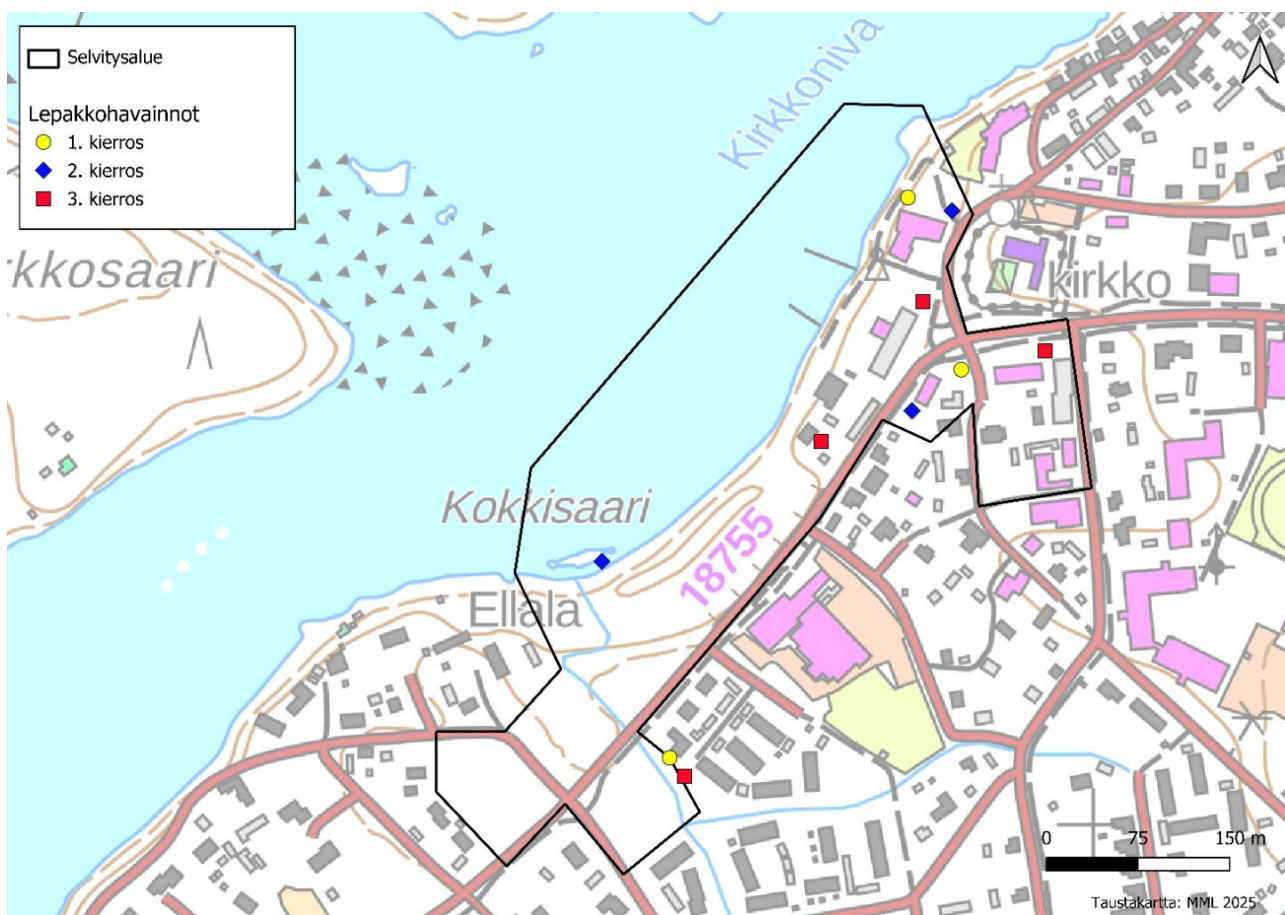 Selvitysalue
Lepakkohavainnot
1. kierros
2. kierros
3. kierros
Kirkkoniva
rkkosaari
kirkko
Kokkisaari
18755
Ellala
0 75 150 m
Taustakartta: MML 2025